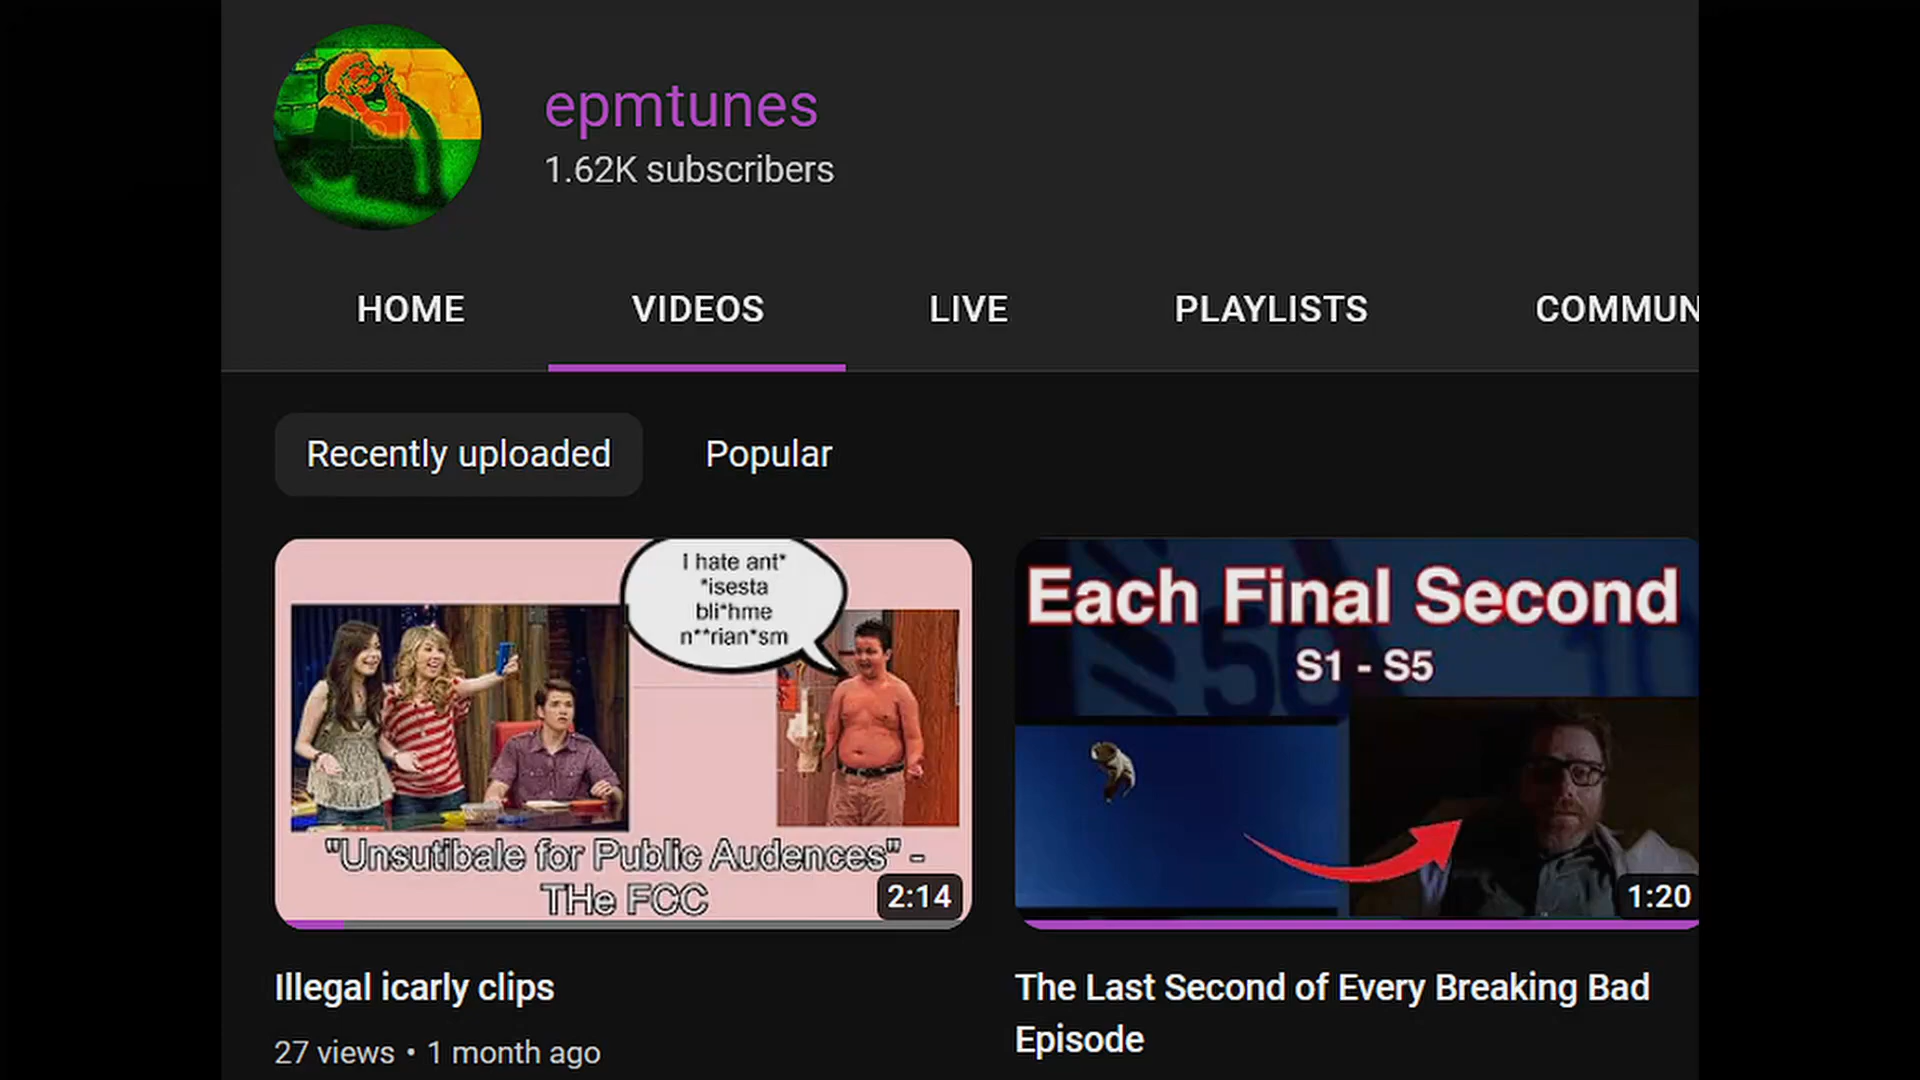 epmtunes
1.62K subscribers
HOME VIDEOS LIVE PLAYLISTS COMMUN
Recently uploaded Popular
I hate ant*
*isesta
bli*hme
n**rian*sm
"Unsutibale for Public Audences" -
THe FCC
2:14
Each Final Second
S1 - S5
1:20
Illegal icarly clips
27 views • 1 month ago
The Last Second of Every Breaking Bad
Episode